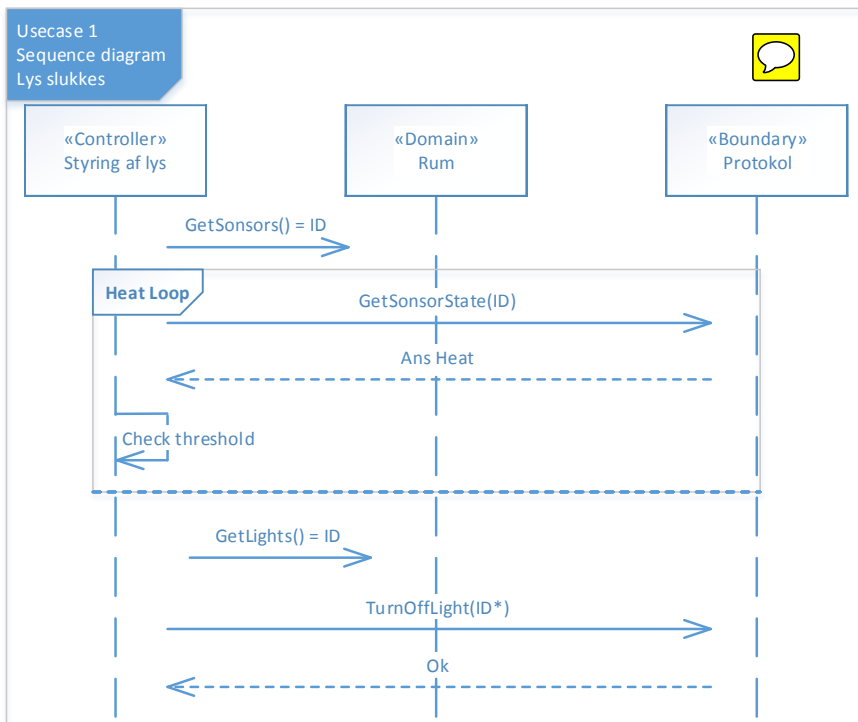 Usecase 1
Sequence diagram
Lys slukkes
«Controller»
Styring af lys
«Domain»
Rum
«Boundary»
Protokol
GetSonsors() = ID
Heat Loop
GetSonsorState(ID)
Ans Heat
Check threshold
GetLights() = ID
TurnOffLight(ID*)
Ok